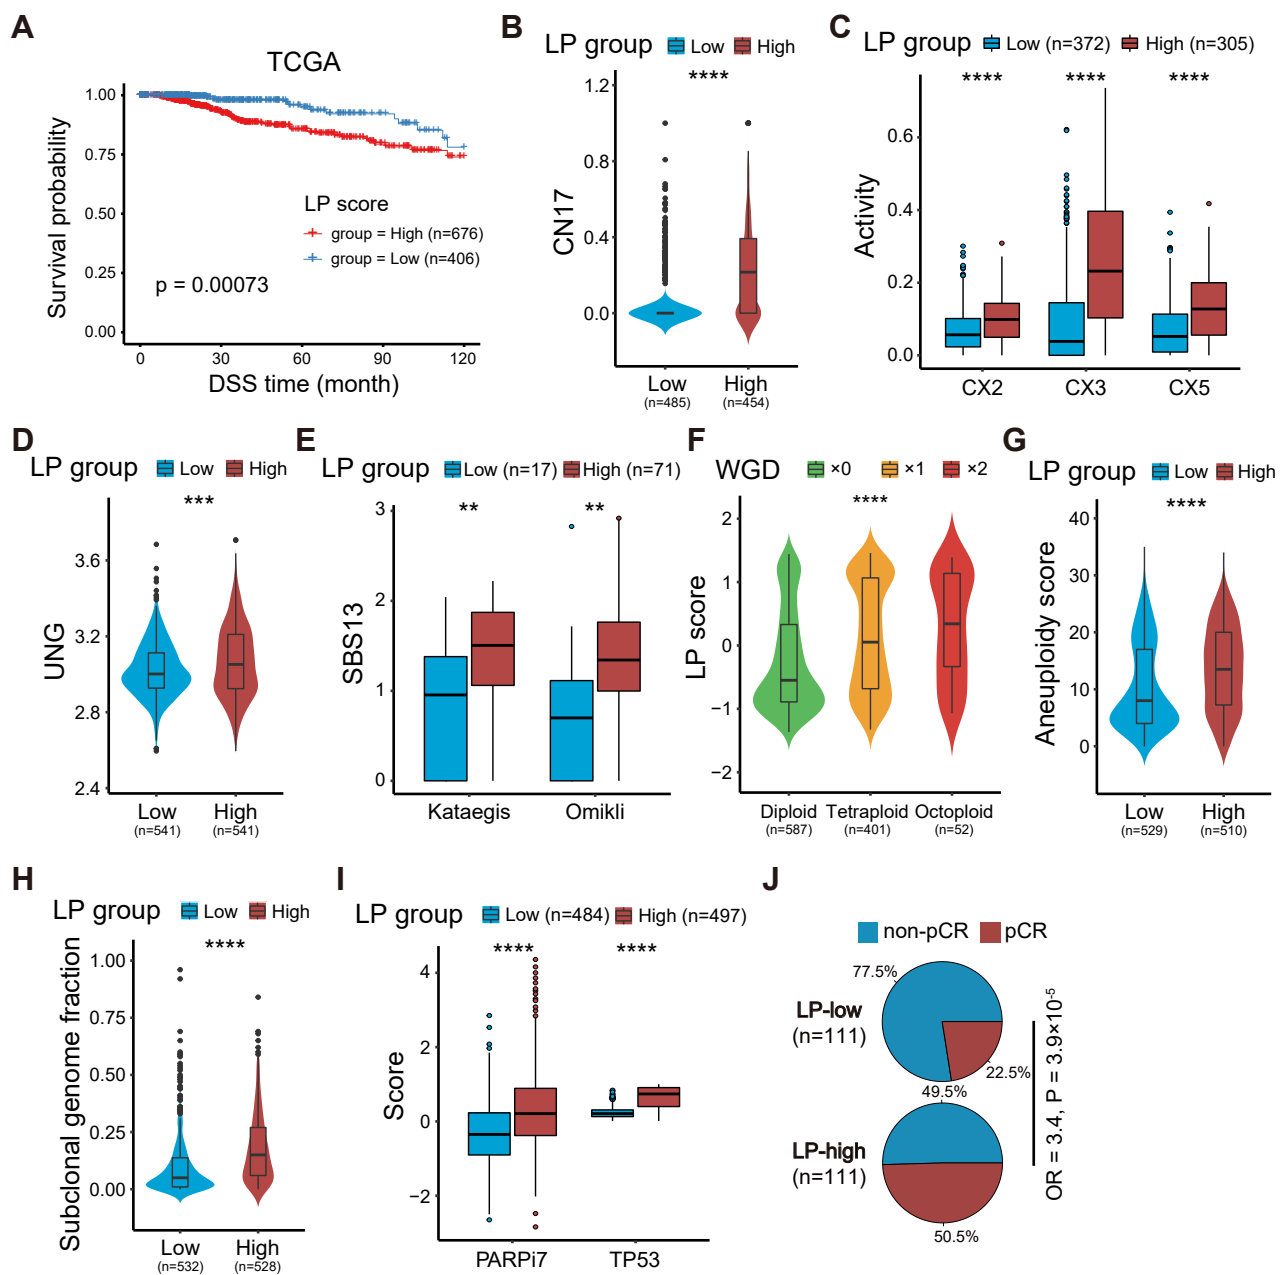 A
TCGA
Survival probability
1.00
0.75
0.50
0.25
0.00
LP score
group = High (n=676)
group = Low (n=406)
p = 0.00073
0 30 60 90 120
DSS time (month)
B
LP group Low High
****
CN17
1.2
0.8
0.4
0.0
Low High
(n=485) (n=454)
C
LP group Low (n=372) High (n=305)
**** **** ****
Activity
0.6
0.4
0.2
0.0
CX2 CX3 CX5
D
LP group Low High
***
UNG
3.6
3.2
2.8
2.4
Low High
(n=541) (n=541)
E
LP group Low (n=17) High (n=71)
** **
SBS13
3
2
1
0
Kataegis Omikli
F
WGD ×0 ×1 ×2
****
LP score
2
1
0
−1
−2
Diploid Tetraploid Octoploid
(n=587) (n=401) (n=52)
G
LP group Low High
****
Aneuploidy score
40
30
20
10
0
Low High
(n=529) (n=510)
H
LP group Low High
****
Subclonal genome fraction
1.00
0.75
0.50
0.25
0.00
Low High
(n=532) (n=528)
I
LP group Low (n=484) High (n=497)
**** ****
Score
4
2
0
−2
PARPi7 TP53
J
non-pCR pCR
77.5%
LP-low
(n=111)
22.5%
49.5%
LP-high
(n=111)
50.5%
OR = 3.4, P = 3.9×10⁻⁵